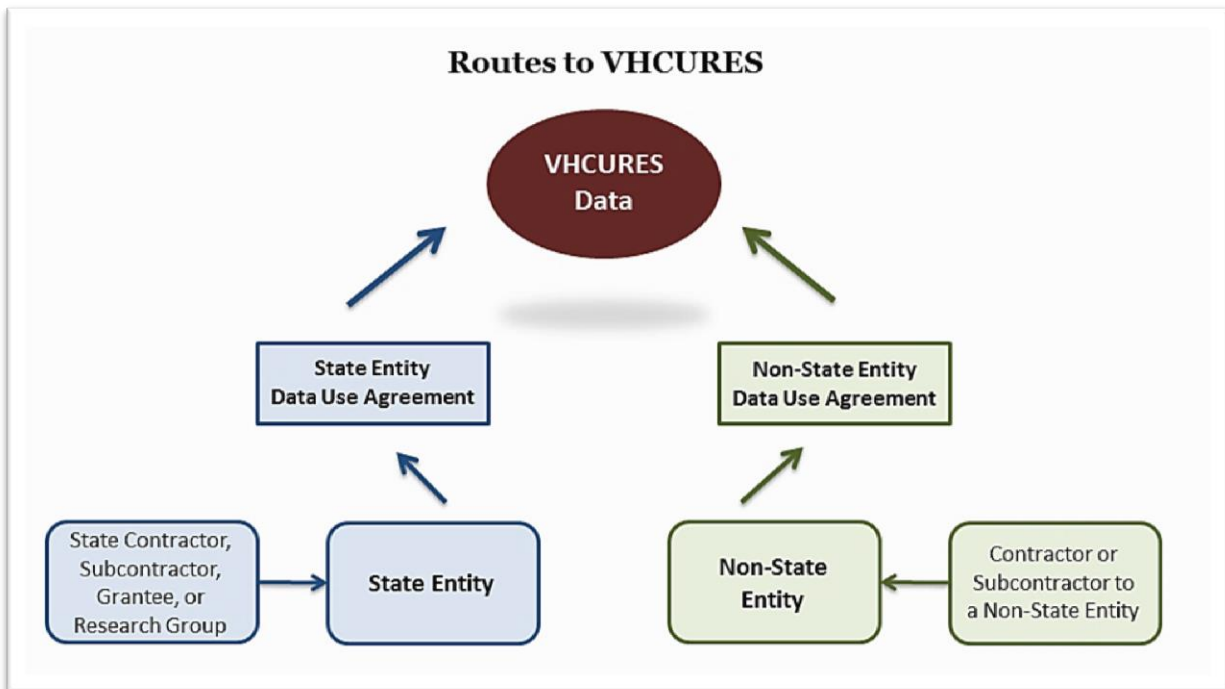 Routes to VHCURES
VHCURES
Data
State Entity
Data Use Agreement
Non-State Entity
Data Use Agreement
State Contractor,
Subcontractor,
Grantee, or
Research Group
State Entity
Non-State
Entity
Contractor or
Subcontractor to
a Non-State Entity